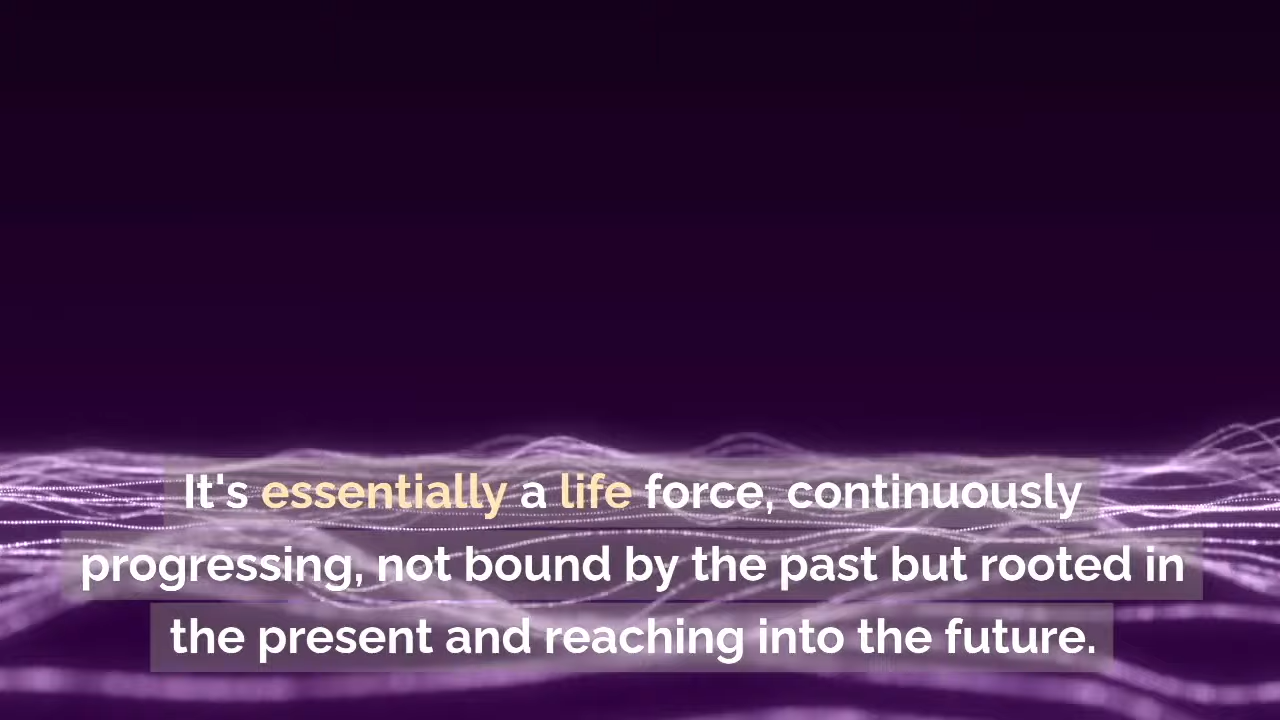 It's essentially a life force, continuously
progressing, not bound by the past but rooted in
the present and reaching into the future.